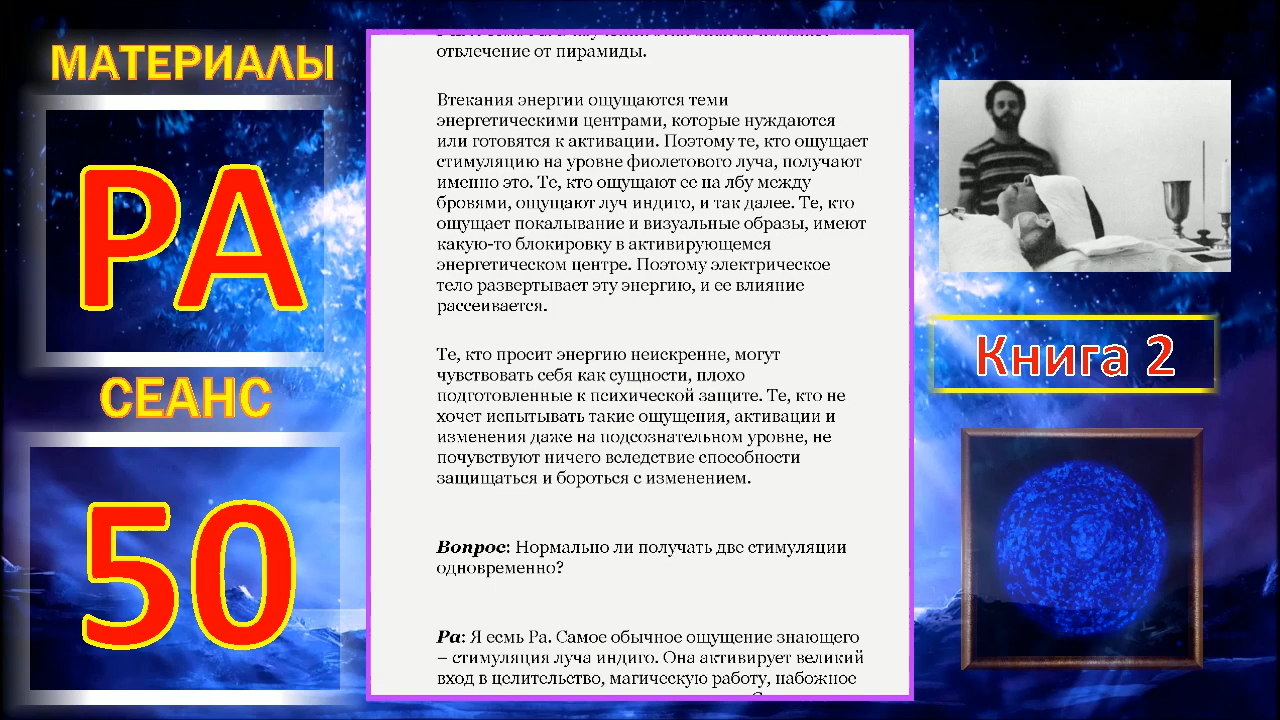 МАТЕРИАЛЫ
РА
СЕАНС
50
отвлечение от пирамиды.
Втекания энергии ощущаются теми
энергетическими центрами, которые нуждаются
или готовятся к активации. Поэтому те, кто ощущает
стимуляцию на уровне фиолетового луча, получают
именно это. Те, кто ощущают ее на лбу между
бровями, ощущают луч индиго, и так далее. Те, кто
ощущает покалывание и визуальные образы, имеют
какую-то блокировку в активирующемся
энергетическом центре. Поэтому электрическое
тело развертывает эту энергию, и ее влияние
рассеивается.
Те, кто просит энергию неискренне, могут
чувствовать себя как сущности, плохо
подготовленные к психической защите. Те, кто не
хочет испытывать такие ощущения, активации и
изменения даже на подсознательном уровне, не
почувствуют ничего вследствие способности
защищаться и бороться с изменением.
Вопрос: Нормально ли получать две стимуляции
одновременно?
Ра: Я есмь Ра. Самое обычное ощущение знающего
– стимуляция луча индиго. Она активирует великий
вход в целительство, магическую работу, набожное
Книга 2